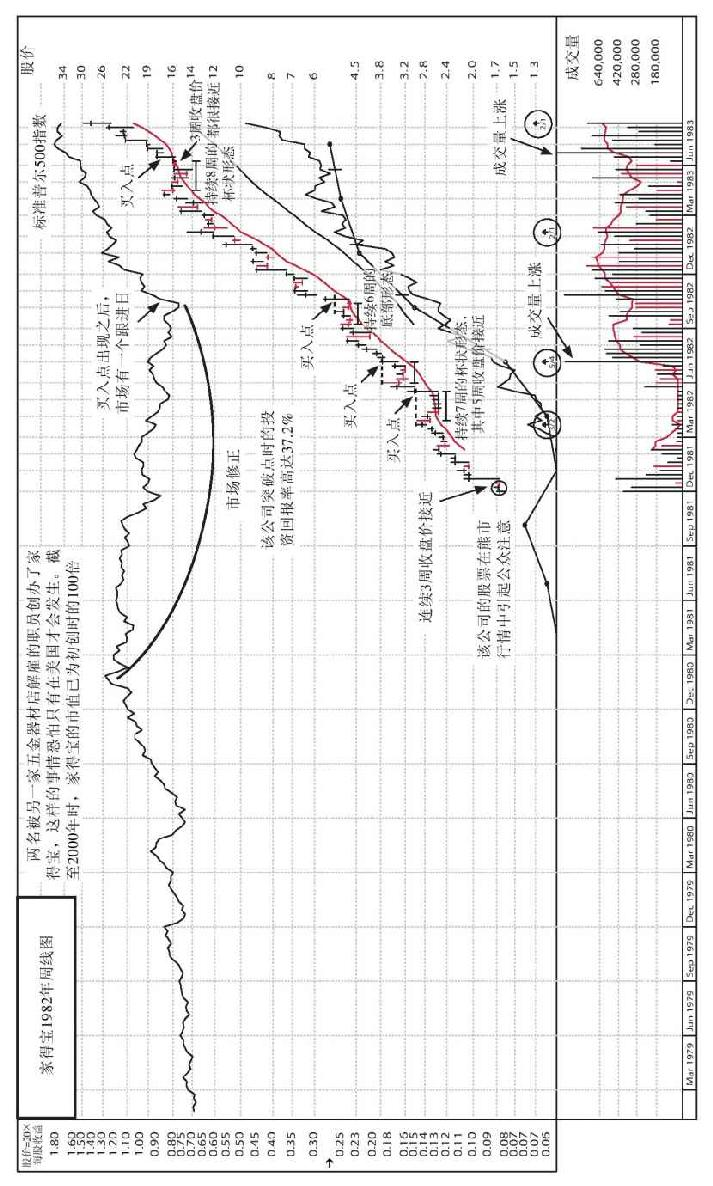 家得宝1982年周线图
两名被另一家五金器材店解雇的职员创办了家
得宝，这样的事情恐怕只有在美国才会发生。截
至2000年时，家得宝的市值已为初创时的100倍
标准普尔500指数
股价
买入点出现之后，
市场有一个跟进日
市场修正
该公司突破点时的投
资回报率高达37.2%
买入点
3周收盘价
都很接近
持续8周的
杯状形态
买入点
持续6周的
底部形态
买入点
买入点
持续7周的杯状形态，
其中5周收盘价接近
连续3周收盘价接近
该公司的股票在熊市
行情中引起公众注意
成交量上涨
成交量上涨
成交量
股价=20×
每股收益
1.80
1.60
1.50
1.40
1.30
1.20
1.10
1.00
0.90
0.80
0.75
0.70
0.65
0.60
0.55
0.50
0.45
0.40
0.35
0.30
0.25
0.23
0.20
0.18
0.15
0.15
0.14
0.13
0.12
0.11
0.10
0.09
0.08
0.07
0.07
0.07
0.06
34
30
26
22
19
16
14
12
10
8
7
6
4.5
3.8
3.2
2.8
2.4
2.0
1.7
1.5
1.3
640,000
420,000
280,000
180,000
Mar 1979
Jun 1979
Sep 1979
Dec 1979
Mar 1980
Jun 1980
Sep 1980
Dec 1980
Mar 1981
Jun 1981
Sep 1981
Dec 1981
Mar 1982
Jun 1982
Sep 1982
Dec 1982
Mar 1983
Jun 1983